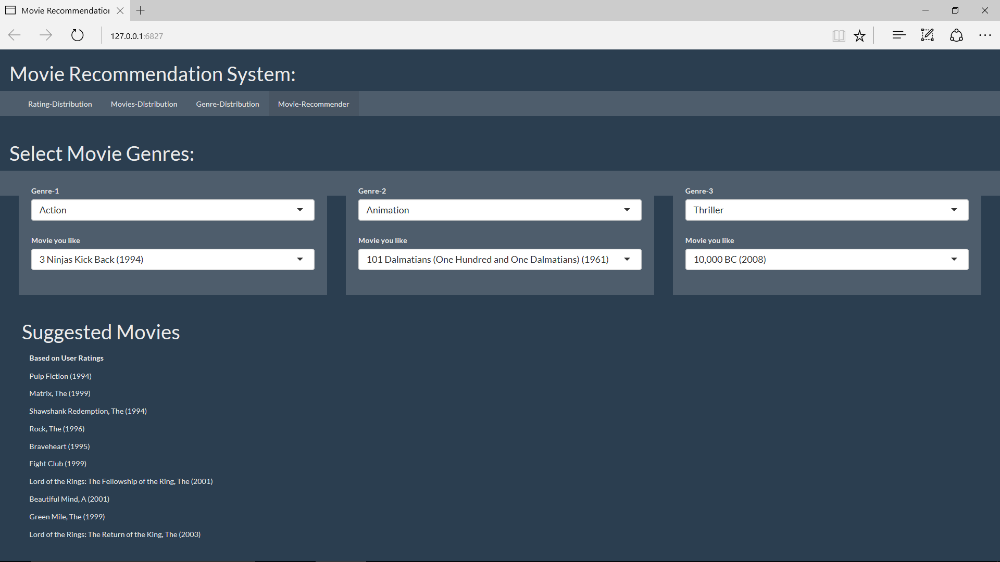 Movie Recommendation
127.0.0.1:6827
Movie Recommendation System:
Rating-Distribution Movies-Distribution Genre-Distribution Movie-Recommender
Select Movie Genres:
Genre-1 Genre-2 Genre-3
Action Animation Thriller
Movie you like Movie you like Movie you like
3 Ninjas Kick Back (1994) 101 Dalmatians (One Hundred and One Dalmatians) (1961) 10,000 BC (2008)
Suggested Movies
Based on User Ratings
Pulp Fiction (1994)
Matrix, The (1999)
Shawshank Redemption, The (1994)
Rock, The (1996)
Braveheart (1995)
Fight Club (1999)
Lord of the Rings: The Fellowship of the Ring, The (2001)
Beautiful Mind, A (2001)
Green Mile, The (1999)
Lord of the Rings: The Return of the King, The (2003)